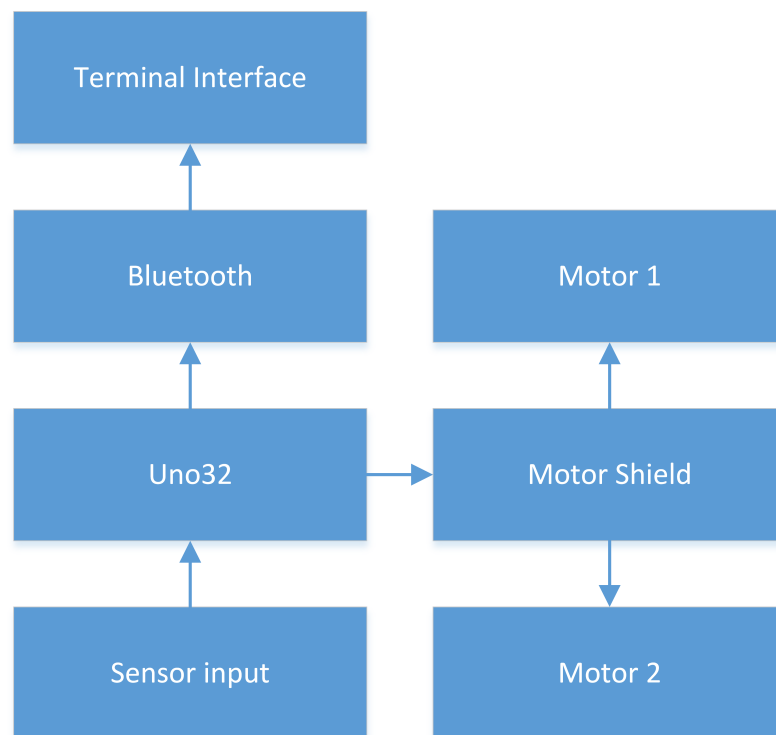 Terminal Interface
Bluetooth
Motor 1
Uno32
Motor Shield
Sensor input
Motor 2